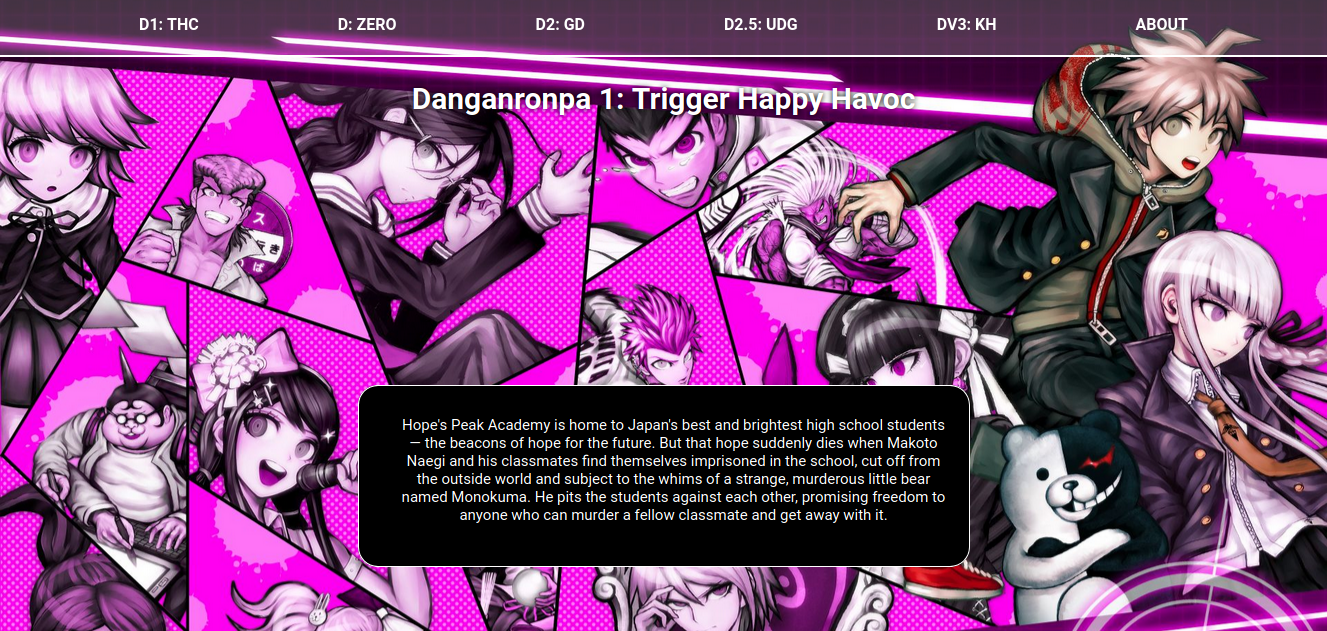 D1: THC
D: ZERO
D2: GD
D2.5: UDG
DV3: KH
ABOUT
Danganronpa 1: Trigger Happy Havoc
ス
行き
ば
Hope's Peak Academy is home to Japan's best and brightest high school students
— the beacons of hope for the future. But that hope suddenly dies when Makoto
Naegi and his classmates find themselves imprisoned in the school, cut off from
the outside world and subject to the whims of a strange, murderous little bear
named Monokuma. He pits the students against each other, promising freedom to
anyone who can murder a fellow classmate and get away with it.